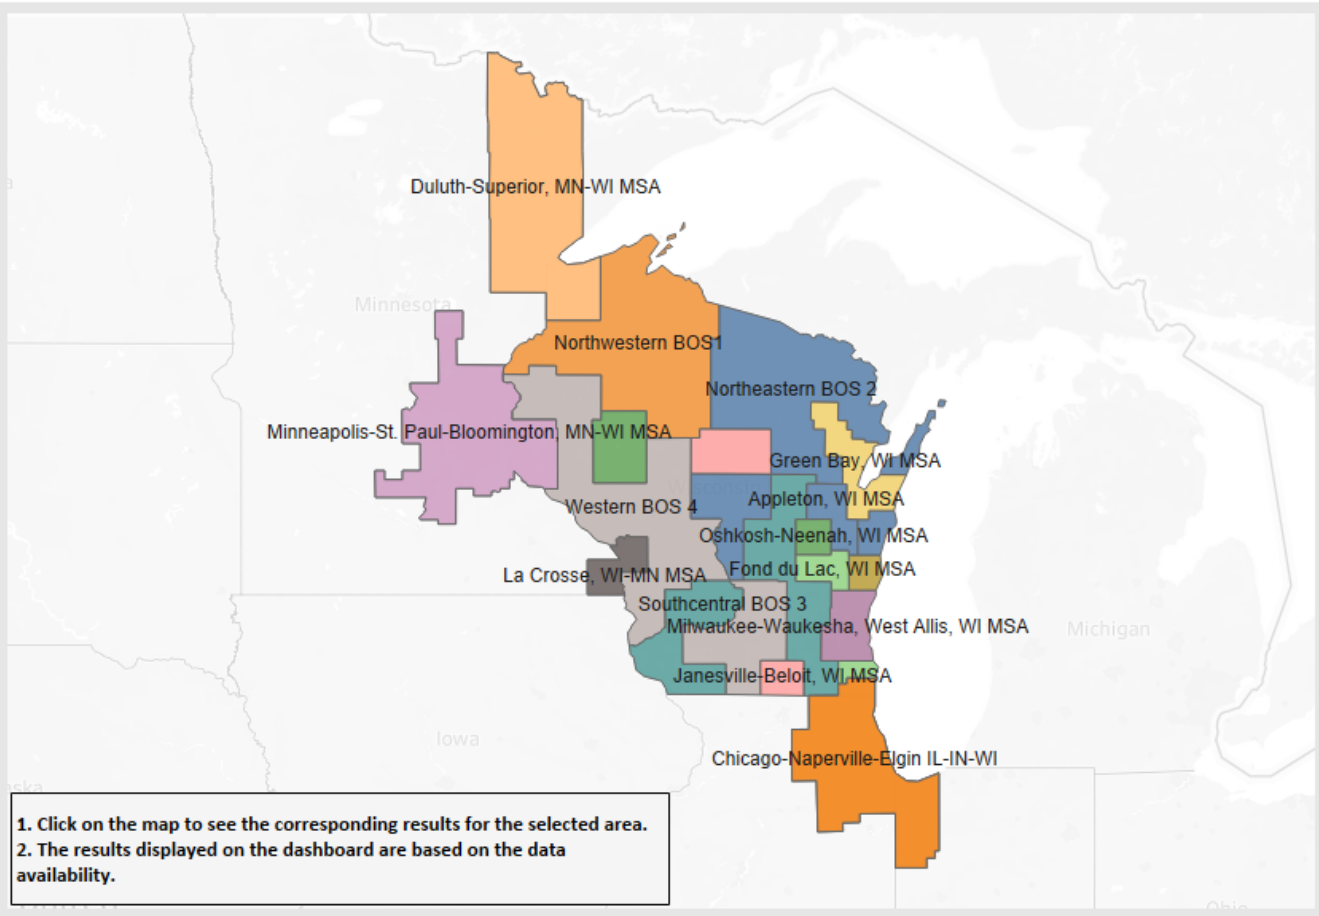 Duluth-Superior, MN-WI MSA
Minnesota
Northwestern BOS1
Northeastern BOS 2
Minneapolis-St. Paul-Bloomington, MN-WI MSA
Green Bay, WI MSA
Appleton, WI MSA
Western BOS 4
Oshkosh-Neenah, WI MSA
Fond du Lac, WI MSA
La Crosse, WI-MN MSA
Southcentral BOS 3
Milwaukee-Waukesha, West Allis, WI MSA
Michigan
Janesville-Beloit, WI MSA
Iowa
Chicago-Naperville-Elgin IL-IN-WI
1. Click on the map to see the corresponding results for the selected area.
2. The results displayed on the dashboard are based on the data
availability.
Ohio